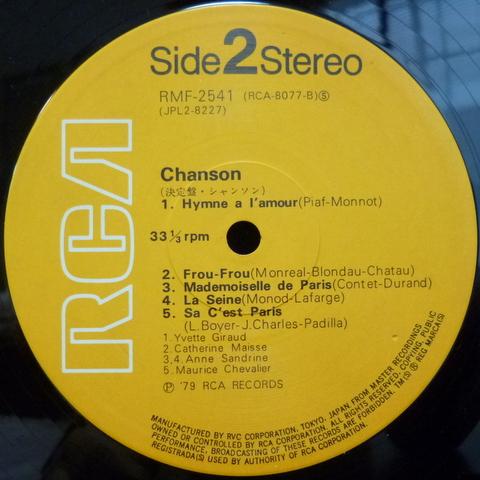 Side 2 Stereo
RMF-2541 (RCA-8077-B)Ⓢ
(JPL2-8227)
RCA
Chanson
(決定盤・シャンソン)
1. Hymne a l'amour(Piaf-Monnot)
33 1/3 rpm
2. Frou-Frou(Monreal-Blondau-Chatau)
3. Mademoiselle de Paris(Contet-Durand)
4. La Seine(Monod-Lafarge)
5. Sa C'est Paris
(L.Boyer-J.Charles-Padilla)
1.Yvette Giraud
2.Catherine Maisse
3.4. Anne Sandrine
5. Maurice Chevalier
Ⓟ '79 RCA RECORDS
MANUFACTURED BY RVC CORPORATION, TOKYO, JAPAN FROM MASTER RECORDINGS
OWNED OR CONTROLLED BY RCA CORPORATION. ALL RIGHTS RESERVED, COPYING, PUBLIC
PERFORMANCE, BROADCASTING OF THESE RECORDS ARE FORBIDDEN. TM(S) ® REG MARCA(S)
REGISTRADA(S) USED BY AUTHORITY OF RCA CORPORATION.